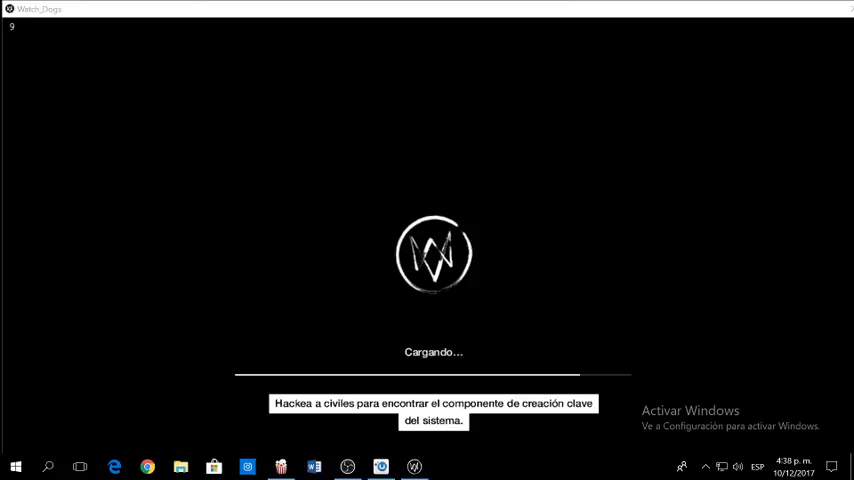 Watch_Dogs
9
Cargando...
Hackea a civiles para encontrar el componente de creación clave
del sistema.
Activar Windows
Ve a Configuración para activar Windows.
ESP
4:38 p. m.
10/12/2017